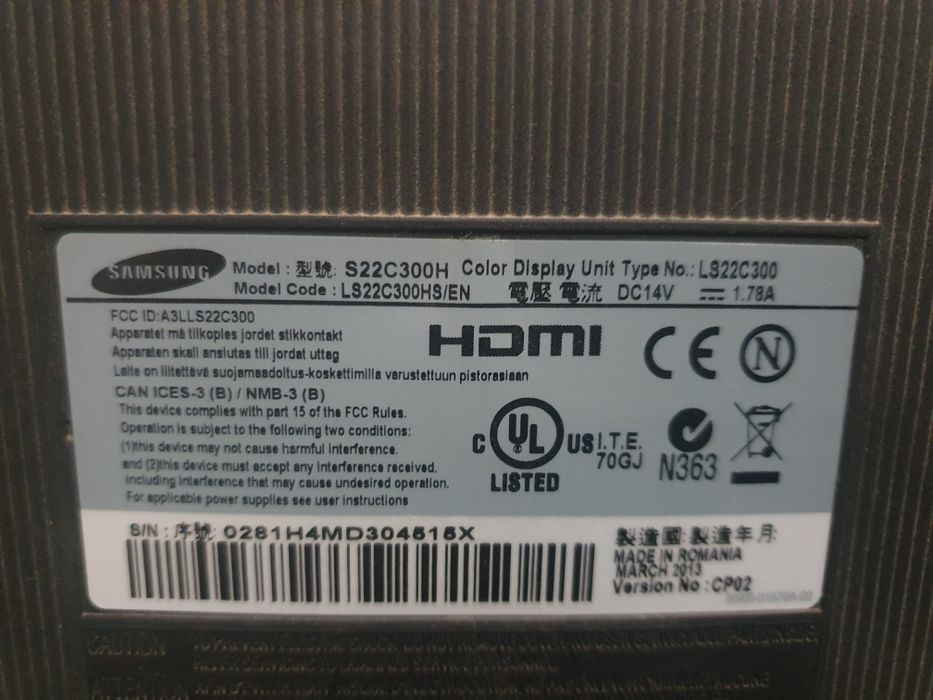 SAMSUNG
Model : 型號: S22C300H Color Display Unit Type No.: LS22C300
Model Code : LS22C300HS/EN 電壓 電流 DC14V ⎓ 1.78A
FCC ID:A3LLS22C300
Apparatet må tilkoples jordet stikkontakt
Apparaten skall anslutas till jordat uttag
Laite on liitettävä suojamaadoitus-koskettimilla varustettuun pistorasiaan
HDMI
CE
N
CAN ICES-3 (B) / NMB-3 (B)
This device complies with part 15 of the FCC Rules.
Operation is subject to the following two conditions:
(1)this device may not cause harmful interference.
and (2)this device must accept any interference received.
including interference that may cause undesired operation.
For applicable power supplies see user instructions
C UL US
LISTED
I.T.E.
70GJ
N363
S/N : 序號: 0281H4MD304515X
製造國: 製造年月:
MADE IN ROMANIA
MARCH 2013
Version No : CP02
CAUTION
ATTENTION